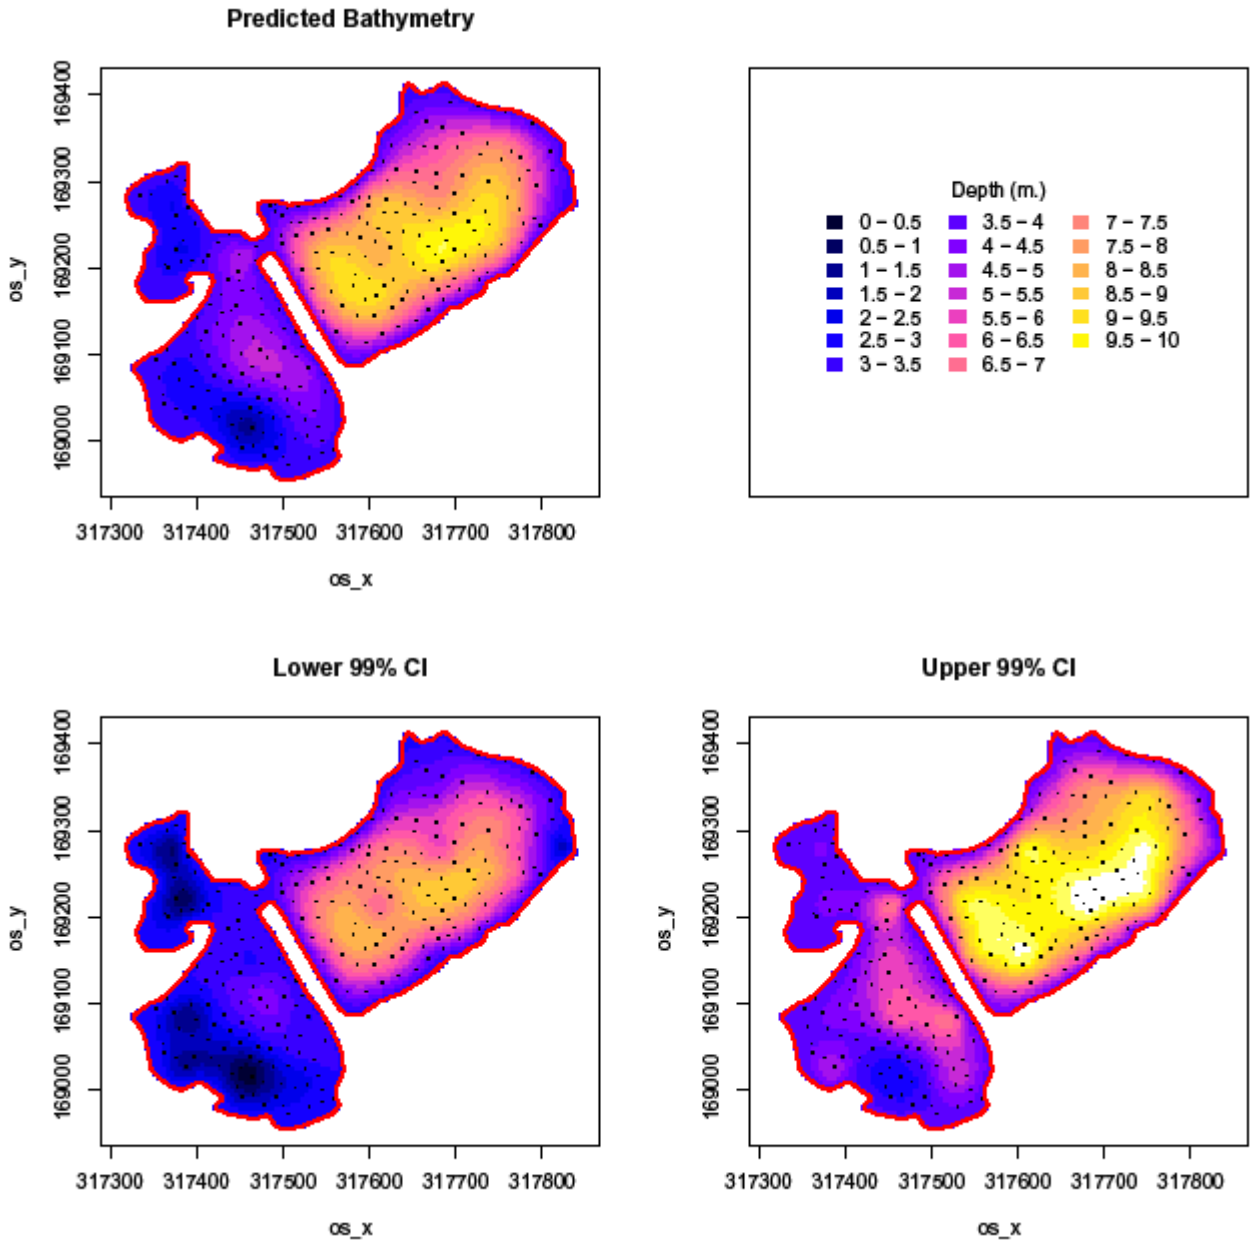 Predicted Bathymetry
169400
169300
169200
169100
169000
os_y
317300 317400 317500 317600 317700 317800
os_x
Depth (m.)
0 – 0.5 3.5 – 4 7 – 7.5
0.5 – 1 4 – 4.5 7.5 – 8
1 – 1.5 4.5 – 5 8 – 8.5
1.5 – 2 5 – 5.5 8.5 – 9
2 – 2.5 5.5 – 6 9 – 9.5
2.5 – 3 6 – 6.5 9.5 – 10
3 – 3.5 6.5 – 7
Lower 99% CI
169400
169300
169200
169100
169000
os_y
317300 317400 317500 317600 317700 317800
os_x
Upper 99% CI
169400
169300
169200
169100
169000
os_y
317300 317400 317500 317600 317700 317800
os_x